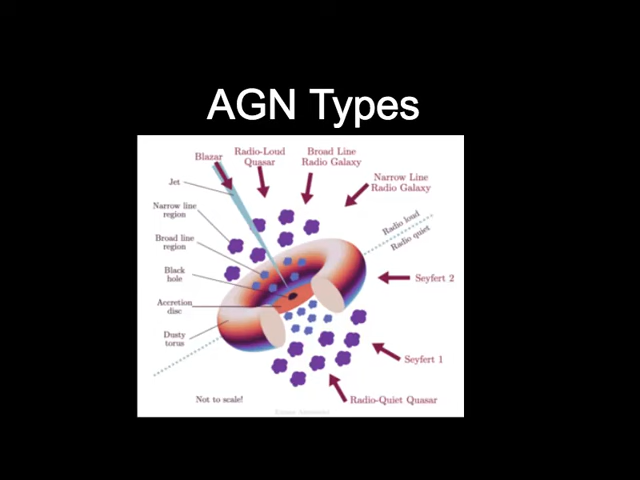 AGN Types
Blazar
Radio-Loud
Quasar
Broad Line
Radio Galaxy
Narrow Line
Radio Galaxy
Jet
Narrow line
region
Radio loud
Radio quiet
Broad line
region
Black
hole
Seyfert 2
Accretion
disc
Dusty
torus
Seyfert 1
Not to scale!
Radio-Quiet Quasar